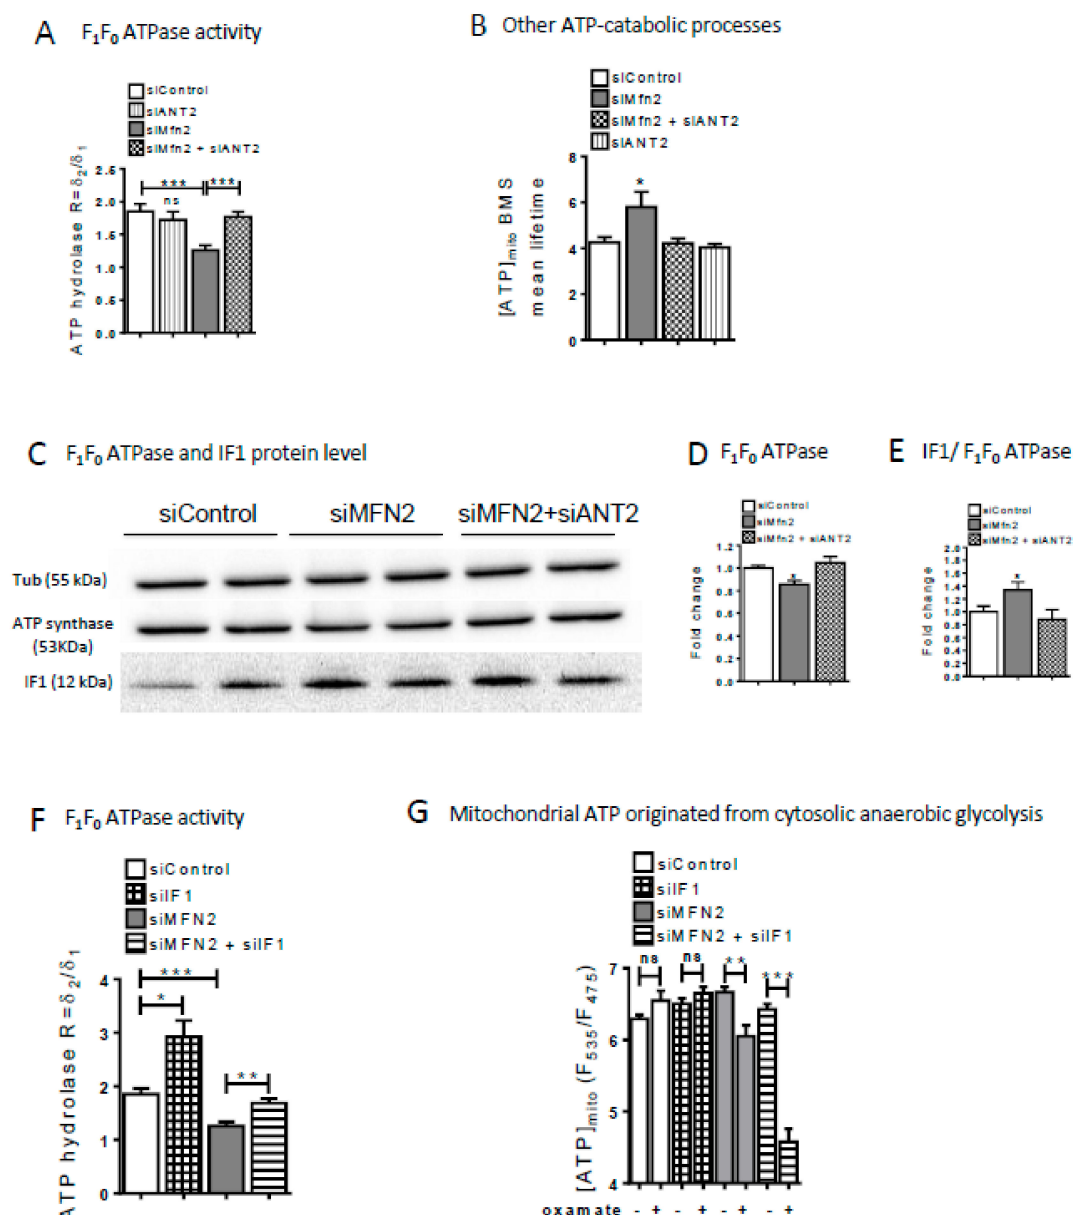 A F₁F₀ ATPase activity
siControl
siANT2
siMfn2
siMfn2 + siANT2
ATP hydrolase R=δ₂/δ₁
2.5
2.0
1.5
1.0
0.5
0.0
***
***
ns
B Other ATP-catabolic processes
siControl
siMfn2
siMfn2 + siANT2
siANT2
[ATP]mito BMS
mean lifetime
8
6
4
2
0
*
C F₁F₀ ATPase and IF1 protein level
siControl siMFN2 siMFN2+siANT2
Tub (55 kDa)
ATP synthase
(53KDa)
IF1 (12 kDa)
D F₁F₀ ATPase
siControl
siMfn2
siMfn2 + siANT2
Fold change
1.2
1.0
0.8
0.6
0.4
0.2
0.0
*
E IF1/ F₁F₀ ATPase
siControl
siMfn2
siMfn2 + siANT2
Fold change
2.0
1.8
1.6
1.4
1.2
1.0
0.8
0.6
0.4
0.2
0.0
*
F F₁F₀ ATPase activity
siControl
siIF1
siMFN2
siMFN2 + siIF1
ATP hydrolase R=δ₂/δ₁
4
3
2
1
0
***
*
**
G Mitochondrial ATP originated from cytosolic anaerobic glycolysis
siControl
siIF1
siMFN2
siMFN2 + siIF1
[ATP]mito (F535/F475)
7
6
5
4
ns ns ** ***
oxamate - + - + - + - +